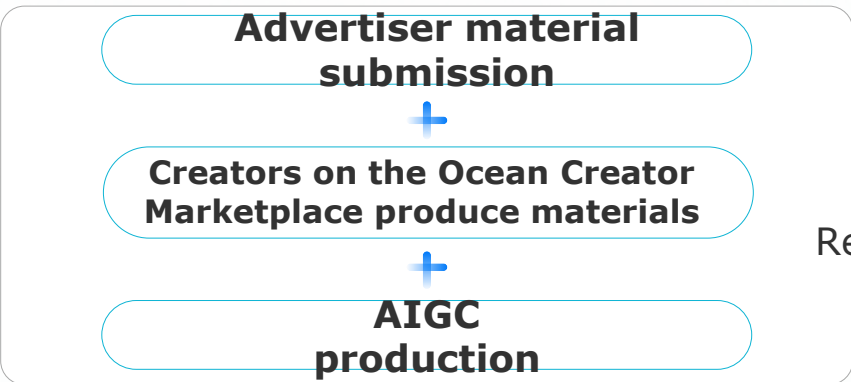 Advertiser material
submission
Creators on the Ocean Creator
Marketplace produce materials
Re
AIGC
production